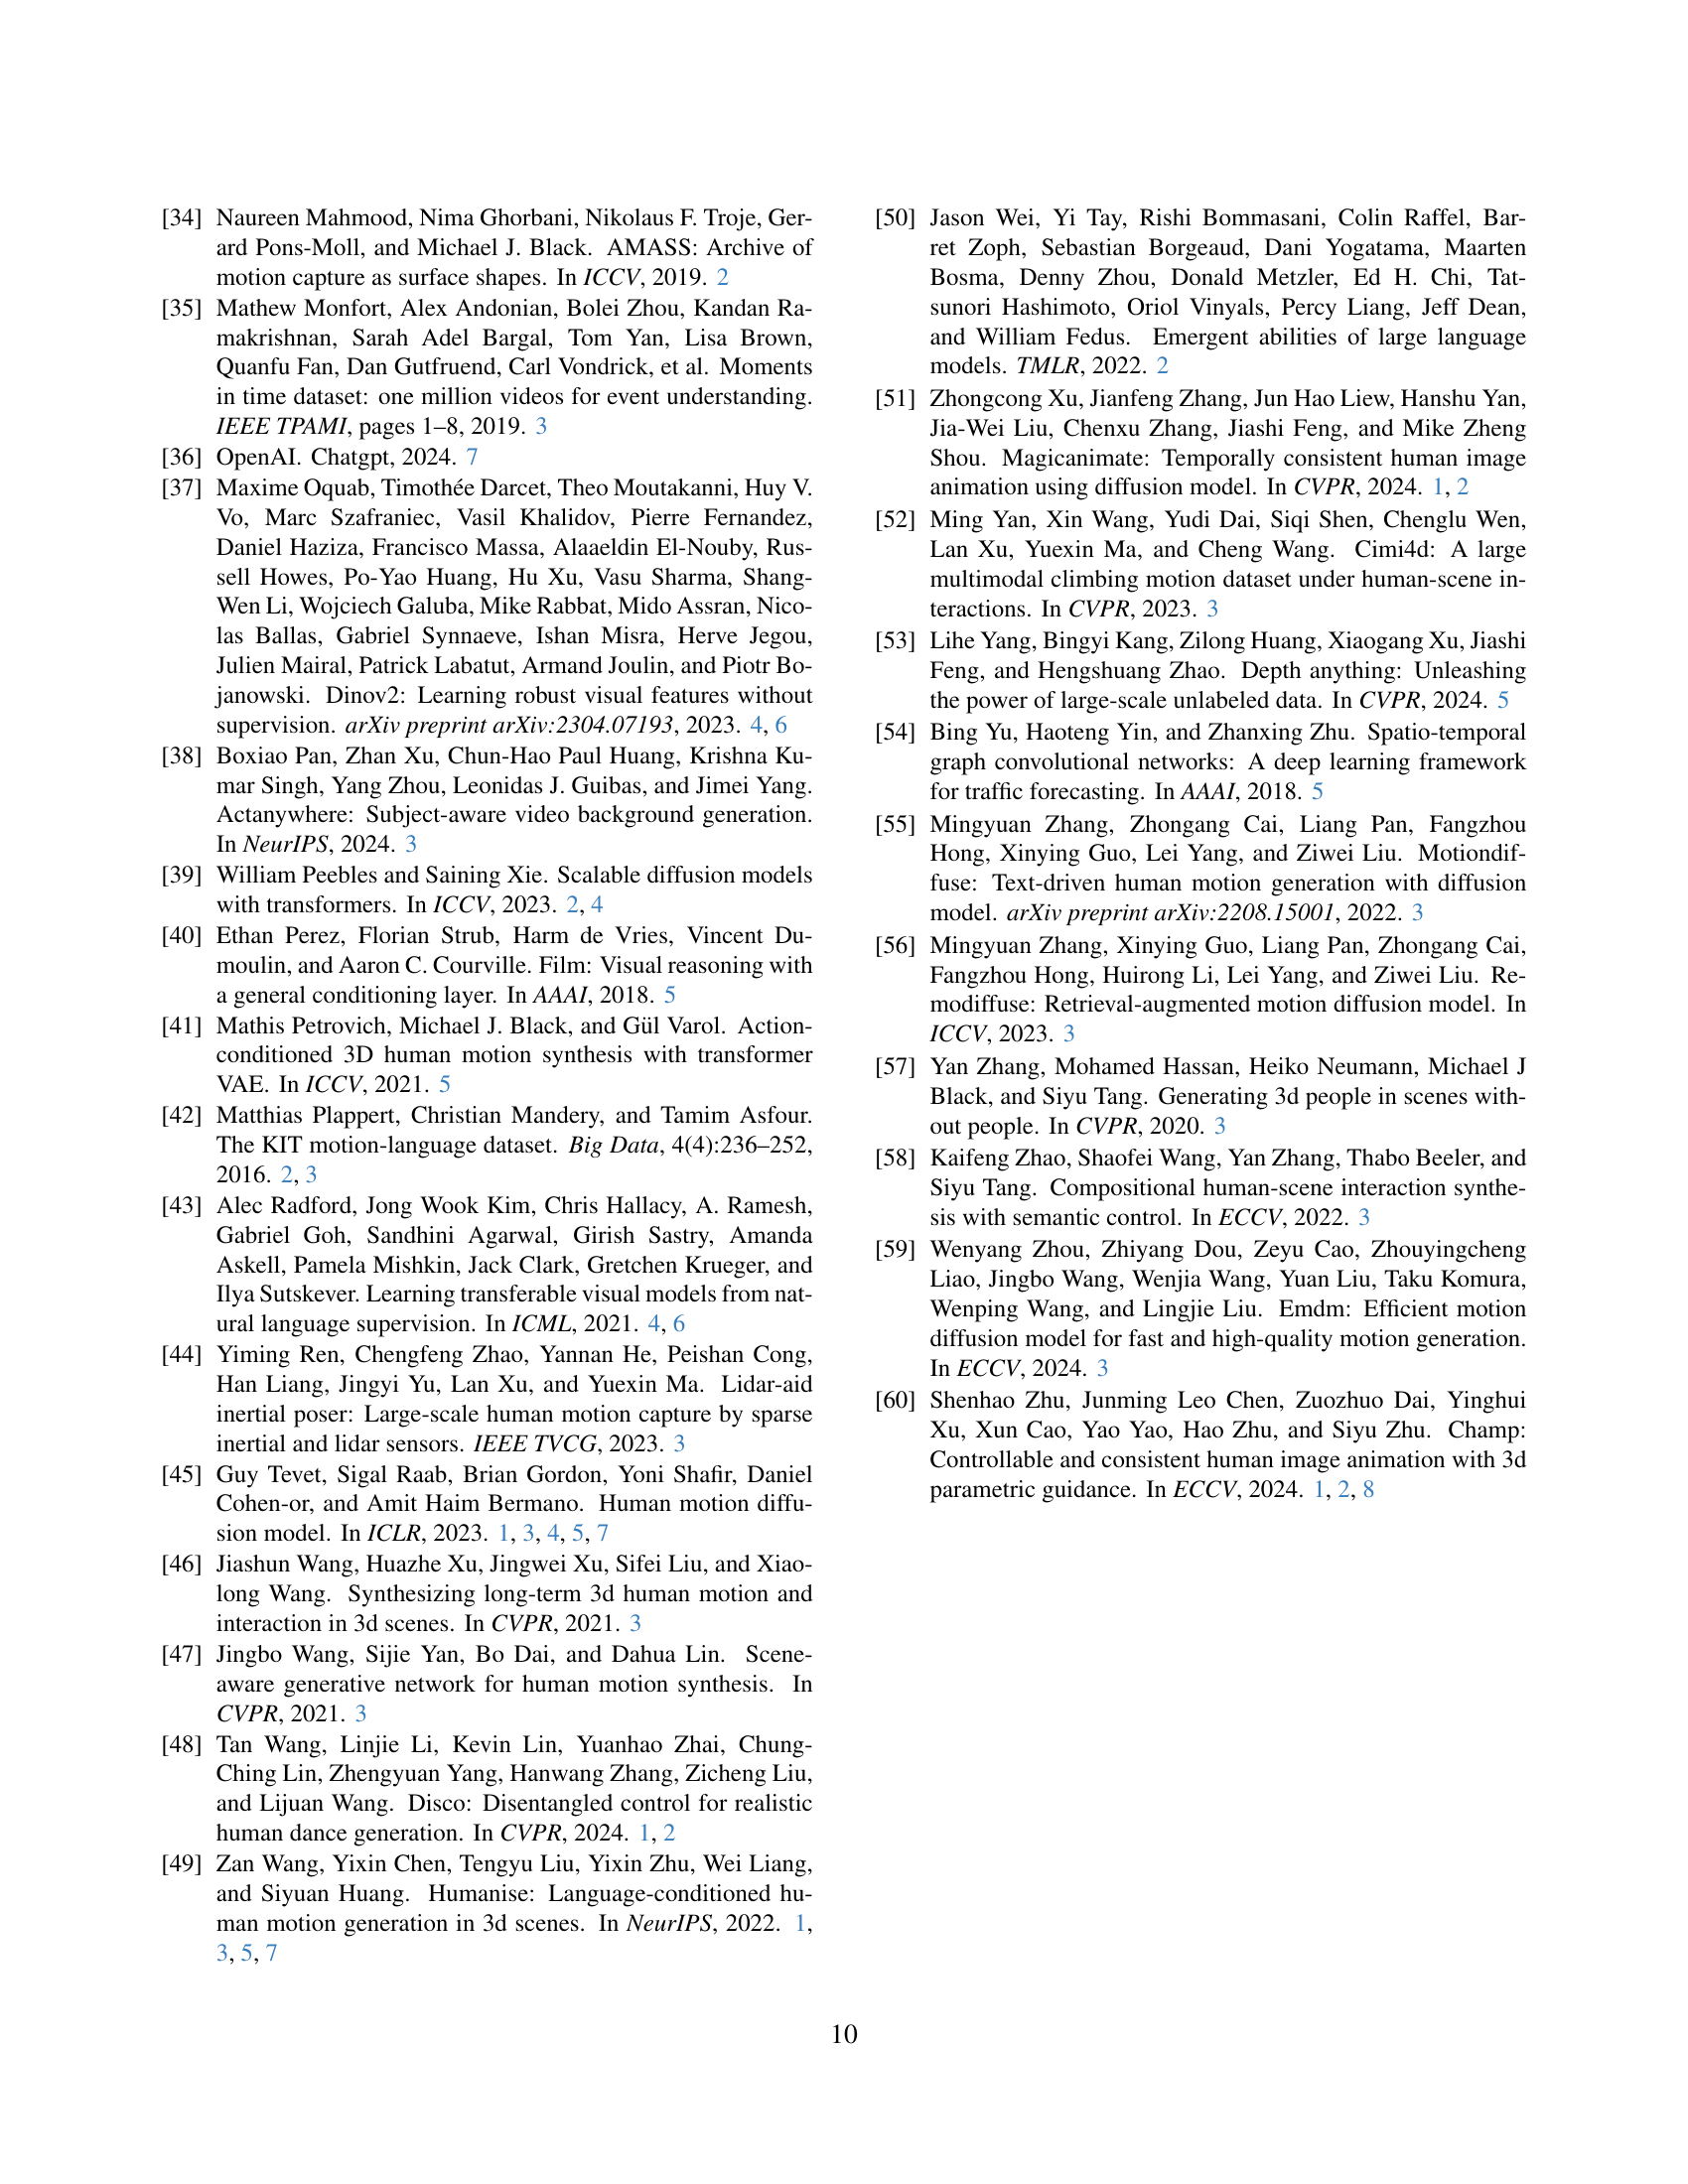 [34] Naureen Mahmood, Nima Ghorbani, Nikolaus F. Troje, Ger-
ard Pons-Moll, and Michael J. Black. AMASS: Archive of
motion capture as surface shapes. In ICCV, 2019. 2
[35] Mathew Monfort, Alex Andonian, Bolei Zhou, Kandan Ra-
makrishnan, Sarah Adel Bargal, Tom Yan, Lisa Brown,
Quanfu Fan, Dan Gutfruend, Carl Vondrick, et al. Moments
in time dataset: one million videos for event understanding.
IEEE TPAMI, pages 1–8, 2019. 3
[36] OpenAI. Chatgpt, 2024. 7
[37] Maxime Oquab, Timothée Darcet, Theo Moutakanni, Huy V.
Vo, Marc Szafraniec, Vasil Khalidov, Pierre Fernandez,
Daniel Haziza, Francisco Massa, Alaaeldin El-Nouby, Rus-
sell Howes, Po-Yao Huang, Hu Xu, Vasu Sharma, Shang-
Wen Li, Wojciech Galuba, Mike Rabbat, Mido Assran, Nico-
las Ballas, Gabriel Synnaeve, Ishan Misra, Herve Jegou,
Julien Mairal, Patrick Labatut, Armand Joulin, and Piotr Bo-
janowski. Dinov2: Learning robust visual features without
supervision. arXiv preprint arXiv:2304.07193, 2023. 4, 6
[38] Boxiao Pan, Zhan Xu, Chun-Hao Paul Huang, Krishna Ku-
mar Singh, Yang Zhou, Leonidas J. Guibas, and Jimei Yang.
Actanywhere: Subject-aware video background generation.
In NeurIPS, 2024. 3
[39] William Peebles and Saining Xie. Scalable diffusion models
with transformers. In ICCV, 2023. 2, 4
[40] Ethan Perez, Florian Strub, Harm de Vries, Vincent Du-
moulin, and Aaron C. Courville. Film: Visual reasoning with
a general conditioning layer. In AAAI, 2018. 5
[41] Mathis Petrovich, Michael J. Black, and Gül Varol. Action-
conditioned 3D human motion synthesis with transformer
VAE. In ICCV, 2021. 5
[42] Matthias Plappert, Christian Mandery, and Tamim Asfour.
The KIT motion-language dataset. Big Data, 4(4):236–252,
2016. 2, 3
[43] Alec Radford, Jong Wook Kim, Chris Hallacy, A. Ramesh,
Gabriel Goh, Sandhini Agarwal, Girish Sastry, Amanda
Askell, Pamela Mishkin, Jack Clark, Gretchen Krueger, and
Ilya Sutskever. Learning transferable visual models from nat-
ural language supervision. In ICML, 2021. 4, 6
[44] Yiming Ren, Chengfeng Zhao, Yannan He, Peishan Cong,
Han Liang, Jingyi Yu, Lan Xu, and Yuexin Ma. Lidar-aid
inertial poser: Large-scale human motion capture by sparse
inertial and lidar sensors. IEEE TVCG, 2023. 3
[45] Guy Tevet, Sigal Raab, Brian Gordon, Yoni Shafir, Daniel
Cohen-or, and Amit Haim Bermano. Human motion diffu-
sion model. In ICLR, 2023. 1, 3, 4, 5, 7
[46] Jiashun Wang, Huazhe Xu, Jingwei Xu, Sifei Liu, and Xiao-
long Wang. Synthesizing long-term 3d human motion and
interaction in 3d scenes. In CVPR, 2021. 3
[47] Jingbo Wang, Sijie Yan, Bo Dai, and Dahua Lin. Scene-
aware generative network for human motion synthesis. In
CVPR, 2021. 3
[48] Tan Wang, Linjie Li, Kevin Lin, Yuanhao Zhai, Chung-
Ching Lin, Zhengyuan Yang, Hanwang Zhang, Zicheng Liu,
and Lijuan Wang. Disco: Disentangled control for realistic
human dance generation. In CVPR, 2024. 1, 2
[49] Zan Wang, Yixin Chen, Tengyu Liu, Yixin Zhu, Wei Liang,
and Siyuan Huang. Humanise: Language-conditioned hu-
man motion generation in 3d scenes. In NeurIPS, 2022. 1,
3, 5, 7
[50] Jason Wei, Yi Tay, Rishi Bommasani, Colin Raffel, Bar-
ret Zoph, Sebastian Borgeaud, Dani Yogatama, Maarten
Bosma, Denny Zhou, Donald Metzler, Ed H. Chi, Tat-
sunori Hashimoto, Oriol Vinyals, Percy Liang, Jeff Dean,
and William Fedus. Emergent abilities of large language
models. TMLR, 2022. 2
[51] Zhongcong Xu, Jianfeng Zhang, Jun Hao Liew, Hanshu Yan,
Jia-Wei Liu, Chenxu Zhang, Jiashi Feng, and Mike Zheng
Shou. Magicanimate: Temporally consistent human image
animation using diffusion model. In CVPR, 2024. 1, 2
[52] Ming Yan, Xin Wang, Yudi Dai, Siqi Shen, Chenglu Wen,
Lan Xu, Yuexin Ma, and Cheng Wang. Cimi4d: A large
multimodal climbing motion dataset under human-scene in-
teractions. In CVPR, 2023. 3
[53] Lihe Yang, Bingyi Kang, Zilong Huang, Xiaogang Xu, Jiashi
Feng, and Hengshuang Zhao. Depth anything: Unleashing
the power of large-scale unlabeled data. In CVPR, 2024. 5
[54] Bing Yu, Haoteng Yin, and Zhanxing Zhu. Spatio-temporal
graph convolutional networks: A deep learning framework
for traffic forecasting. In AAAI, 2018. 5
[55] Mingyuan Zhang, Zhongang Cai, Liang Pan, Fangzhou
Hong, Xinying Guo, Lei Yang, and Ziwei Liu. Motiondif-
fuse: Text-driven human motion generation with diffusion
model. arXiv preprint arXiv:2208.15001, 2022. 3
[56] Mingyuan Zhang, Xinying Guo, Liang Pan, Zhongang Cai,
Fangzhou Hong, Huirong Li, Lei Yang, and Ziwei Liu. Re-
modiffuse: Retrieval-augmented motion diffusion model. In
ICCV, 2023. 3
[57] Yan Zhang, Mohamed Hassan, Heiko Neumann, Michael J
Black, and Siyu Tang. Generating 3d people in scenes with-
out people. In CVPR, 2020. 3
[58] Kaifeng Zhao, Shaofei Wang, Yan Zhang, Thabo Beeler, and
Siyu Tang. Compositional human-scene interaction synthe-
sis with semantic control. In ECCV, 2022. 3
[59] Wenyang Zhou, Zhiyang Dou, Zeyu Cao, Zhouyingcheng
Liao, Jingbo Wang, Wenjia Wang, Yuan Liu, Taku Komura,
Wenping Wang, and Lingjie Liu. Emdm: Efficient motion
diffusion model for fast and high-quality motion generation.
In ECCV, 2024. 3
[60] Shenhao Zhu, Junming Leo Chen, Zuozhuo Dai, Yinghui
Xu, Xun Cao, Yao Yao, Hao Zhu, and Siyu Zhu. Champ:
Controllable and consistent human image animation with 3d
parametric guidance. In ECCV, 2024. 1, 2, 8
10